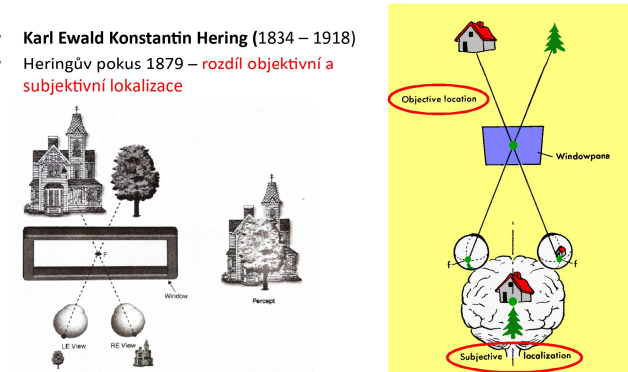 • Karl Ewald Konstantin Hering (1834 – 1918)
• Heringův pokus 1879 – rozdíl objektivní a
subjektivní lokalizace
F
Window
LE View
RE View
Percept
Objective location
Windowpane
f
f
Subjective localization